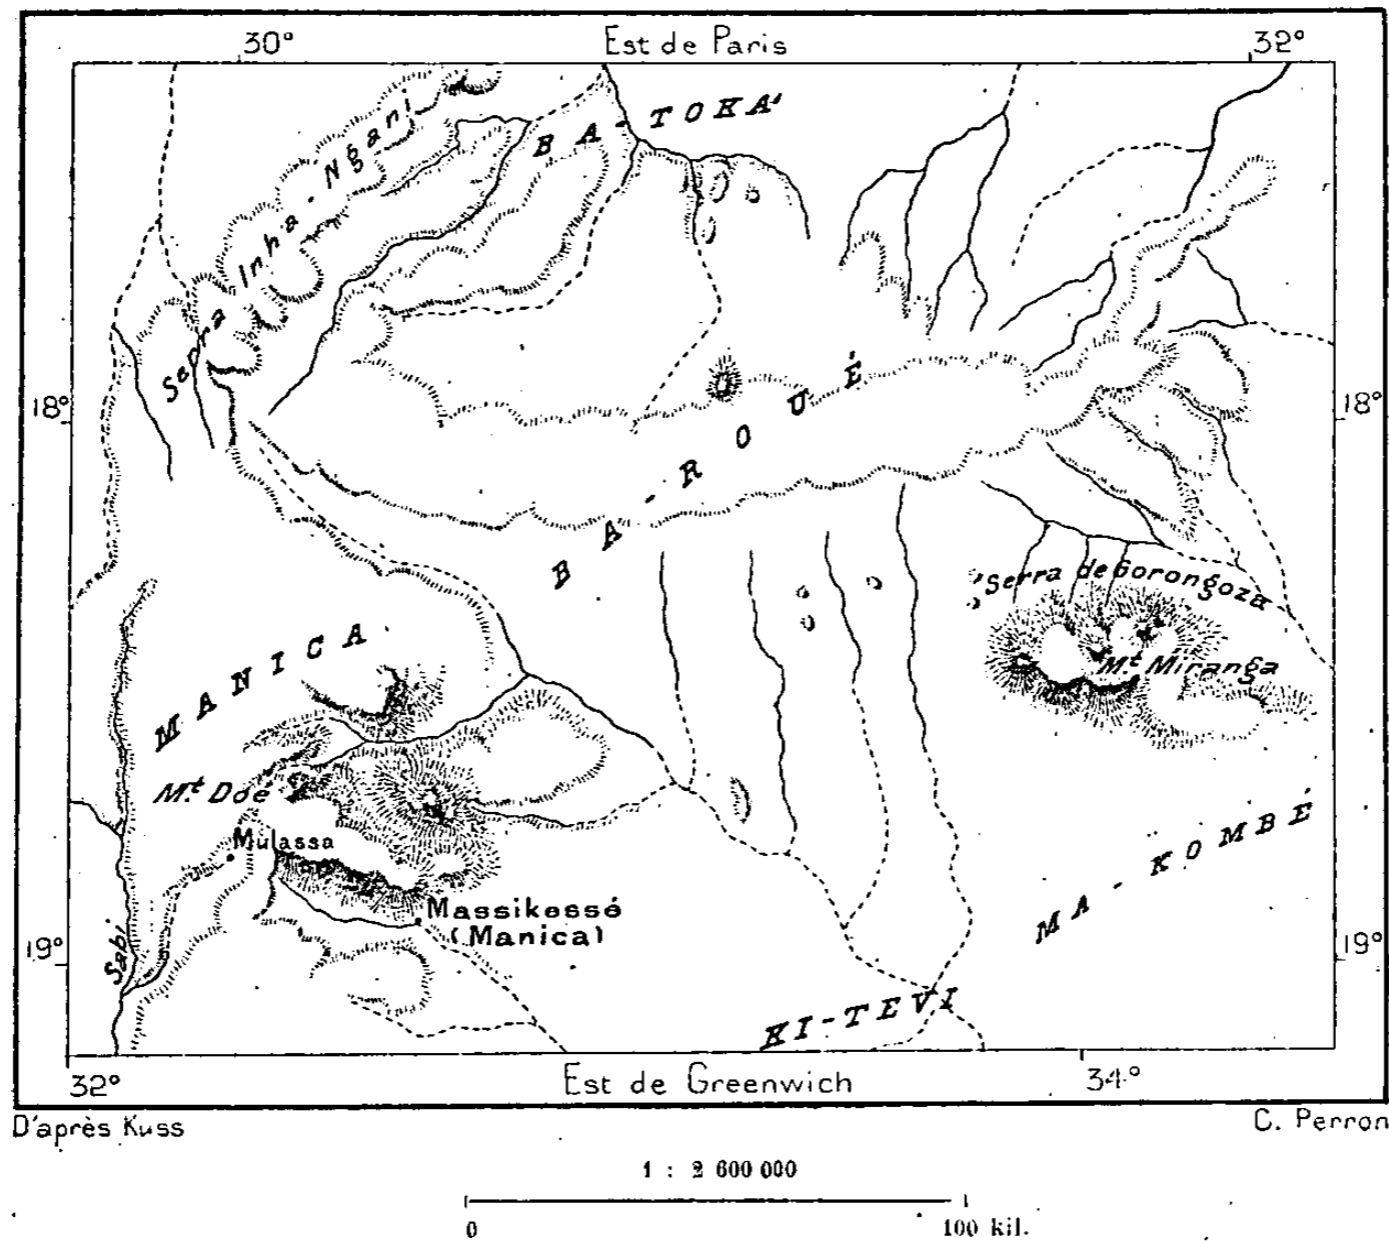 30° Est de Paris 32°
BA-TOKA'
Serra Inha-Ngani
18° 18°
BA-ROUÉ
Serra de Gorongoza
MANICA
Mt Miranga
Mt. Doé
Mulassa
MA-KOMBÉ
Massikessé
(Manica)
19° 19°
Sabi
KI-TEVI
32° Est de Greenwich 34°
D'après Kuss C. Perron
1 : 2 600 000
0 100 kil.